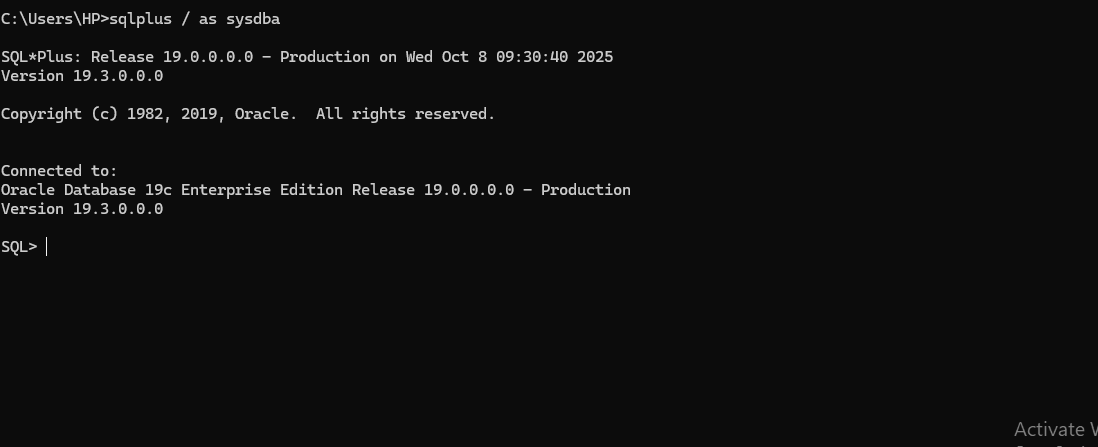 C:\Users\HP>sqlplus / as sysdba
SQL*Plus: Release 19.0.0.0.0 - Production on Wed Oct 8 09:30:40 2025
Version 19.3.0.0.0
Copyright (c) 1982, 2019, Oracle.  All rights reserved.
Connected to:
Oracle Database 19c Enterprise Edition Release 19.0.0.0.0 - Production
Version 19.3.0.0.0
SQL>
Activate